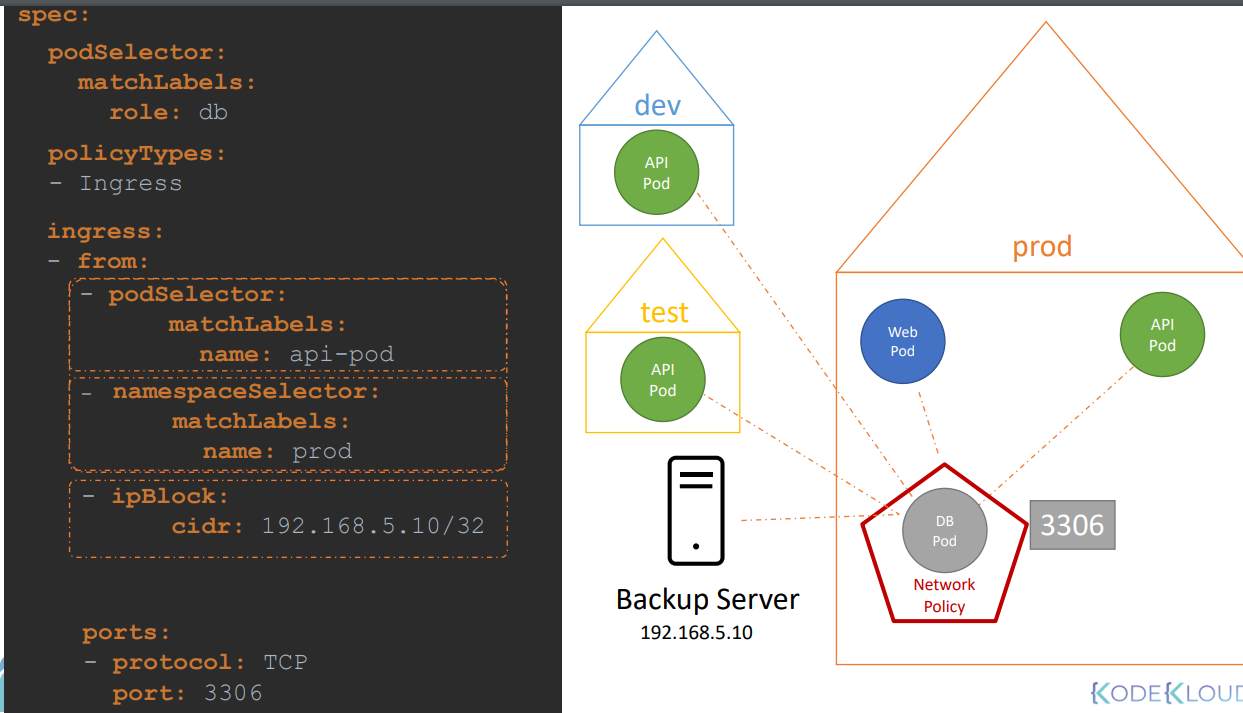 spec:
podSelector:
matchLabels:
role: db
policyTypes:
- Ingress
ingress:
- from:
- podSelector:
matchLabels:
name: api-pod
- namespaceSelector:
matchLabels:
name: prod
- ipBlock:
cidr: 192.168.5.10/32
ports:
- protocol: TCP
port: 3306
dev
API
Pod
test
API
Pod
Backup Server
192.168.5.10
prod
Web
Pod
API
Pod
DB
Pod
Network
Policy
3306
KODEKLOUD